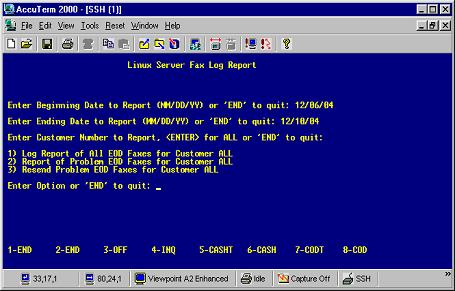 AccuTerm 2000 - [SSH (1)]
File Edit View Tools Reset Menu Window Help
Linux Server Fax Log Report
Enter Beginning Date to Report (MM/DD/YY) or 'END' to quit: 12/06/04
Enter Ending Date to Report (MM/DD/YY) or 'END' to quit: 12/10/04
Enter Customer Number to Report, <ENTER> for ALL or 'END' to quit:
1) Log Report of All EOD Faxes for Customer ALL
2) Report of Problem EOD Faxes for Customer ALL
3) Resend Problem EOD Faxes for Customer ALL
Enter Option or 'END' to quit: _
1-END 2-END 3-OFF 4-INQ 5-CASHT 6-CASH 7-CODT 8-COD
33,17,1 80,24,1 Viewpoint A2 Enhanced Idle Capture Off SSH